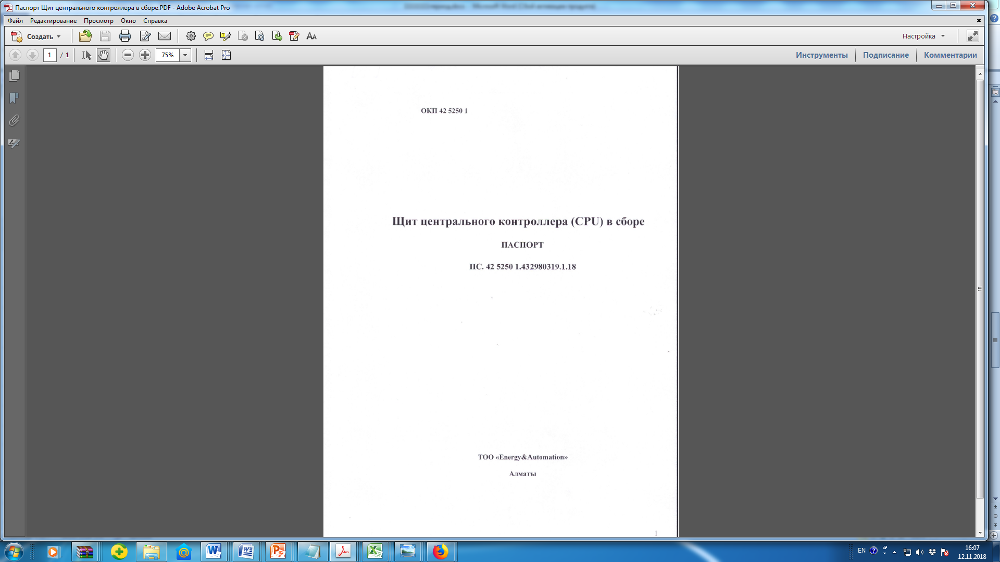 Паспорт Щит центрального контроллера в сборе.PDF - Adobe Acrobat Pro
Файл Редактирование Просмотр Окно Справка
Создать
Настройка
1 / 1
75%
Инструменты Подписание Комментарии
ОКП 42 5250 1
Щит центрального контроллера (CPU) в сборе
ПАСПОРТ
ПС. 42 5250 1.432980319.1.18
ТОО «Energy&Automation»
Алматы
1
EN
16:07
12.11.2018